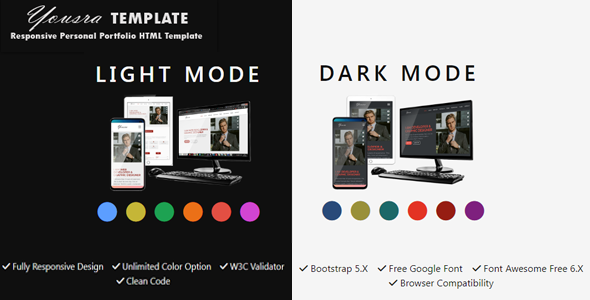 Yousra TEMPLATE
Responsive Personal Portfolio HTML Template
LIGHT MODE
DARK MODE
✓ Fully Responsive Design ✓ Unlimited Color Option ✓ W3C Validator
✓ Clean Code
✓ Bootstrap 5.X ✓ Free Google Font ✓ Font Awesome Free 6.X
✓ Browser Compatibility